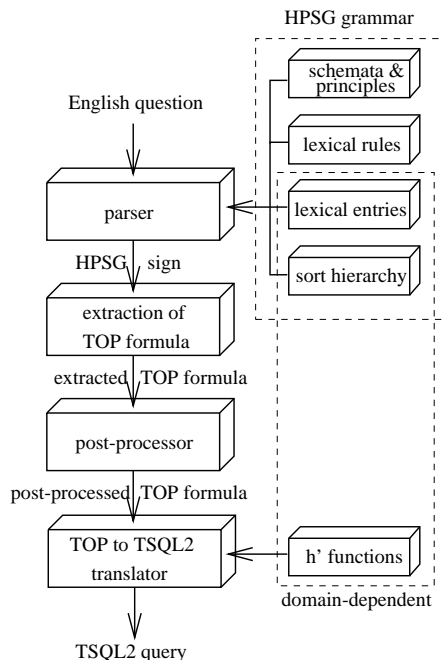 HPSG grammar
schemata &
principles
English question
lexical rules
parser
lexical entries
HPSG sign
sort hierarchy
extraction of
TOP formula
extracted TOP formula
post-processor
post-processed TOP formula
TOP to TSQL2
translator
h' functions
domain-dependent
TSQL2 query